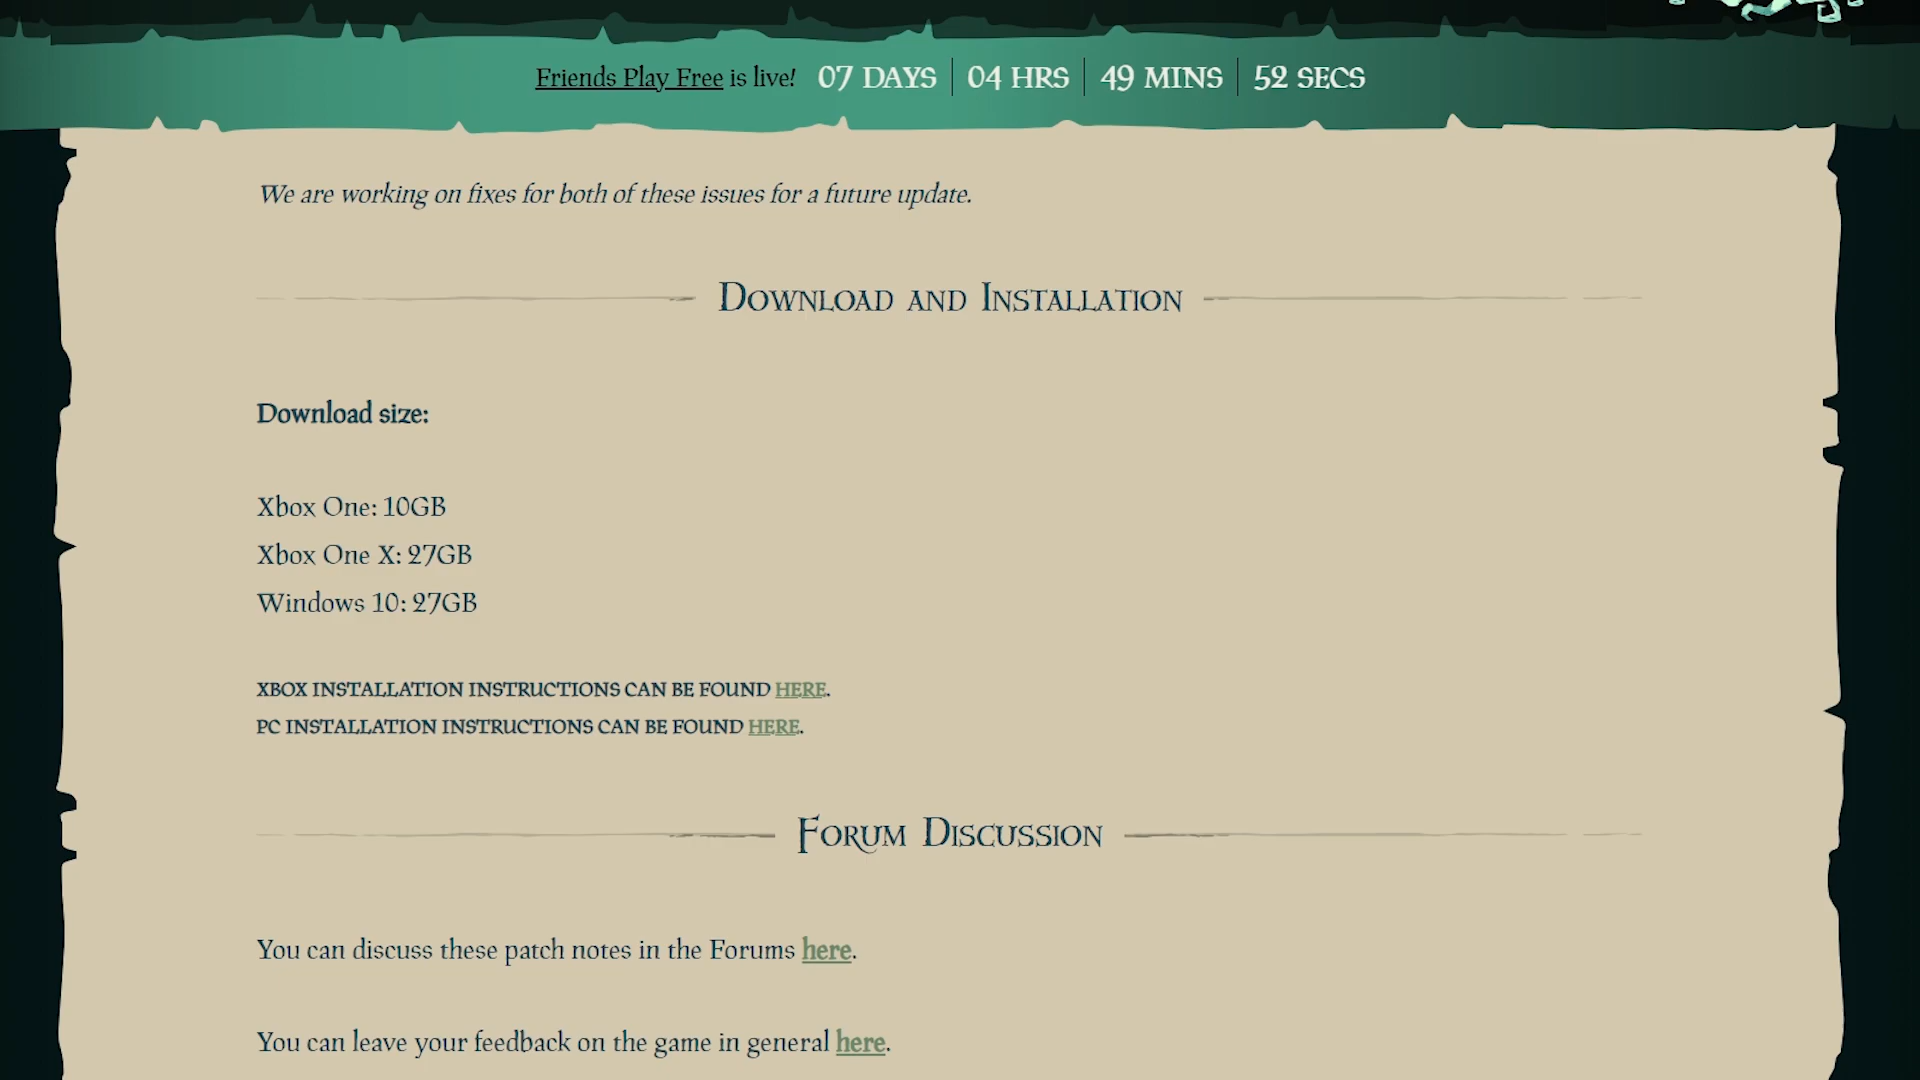 Friends Play Free is live! 07 DAYS 04 HRS 49 MINS 52 SECS
We are working on fixes for both of these issues for a future update.
Download and Installation
Download size:
Xbox One: 10GB
Xbox One X: 27GB
Windows 10: 27GB
XBOX INSTALLATION INSTRUCTIONS CAN BE FOUND HERE.
PC INSTALLATION INSTRUCTIONS CAN BE FOUND HERE.
Forum Discussion
You can discuss these patch notes in the Forums here.
You can leave your feedback on the game in general here.